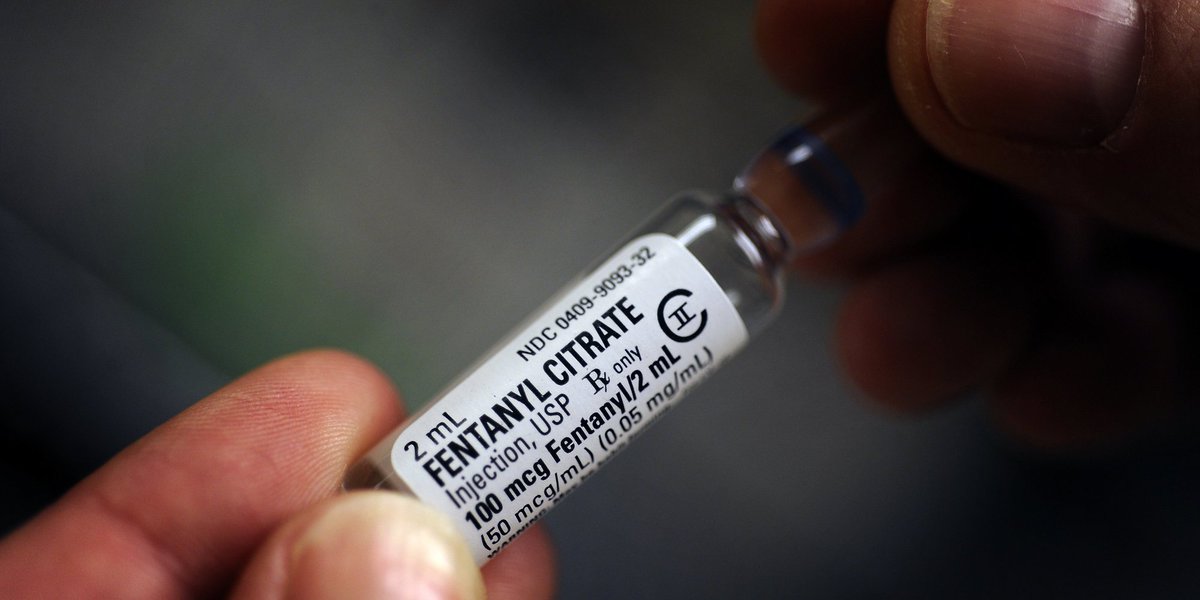 NDC 0409-9093-32
2 mL CII
FENTANYL CITRATE
Injection, USP Rx only
100 mcg Fentanyl/2 mL
(50 mcg/mL) (0.05 mg/mL)